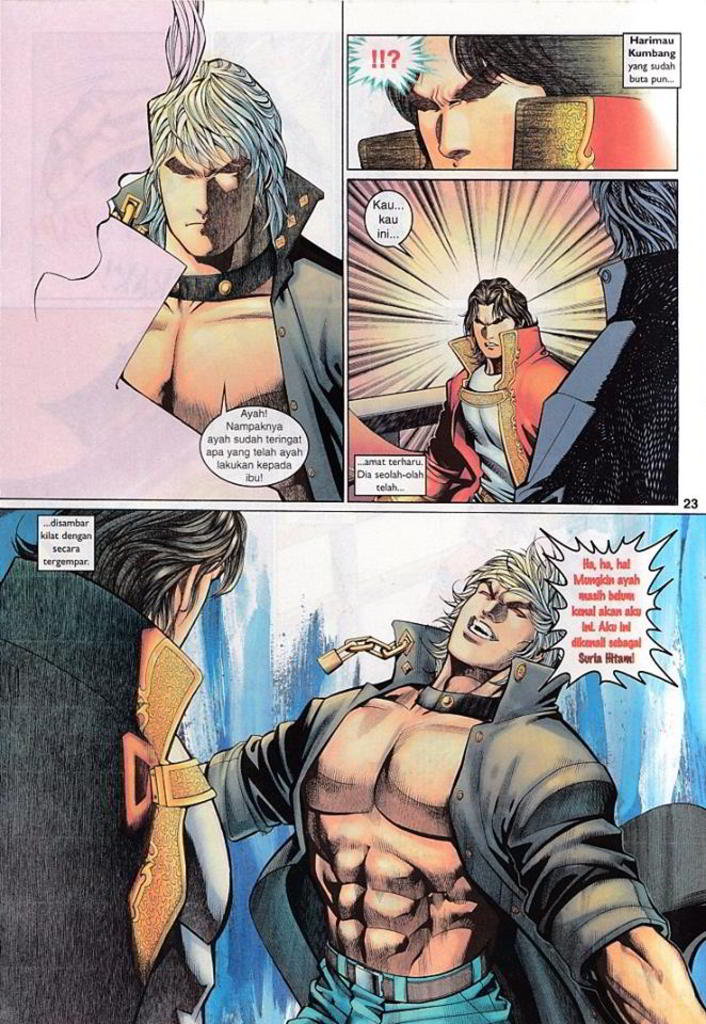 Ayah!
Nampaknya
ayah sudah teringat
apa yang telah ayah
lakukan kepada
ibu!
!!?
Harimau
Kumbang
yang sudah
buta pun...
Kau...
kau
ini...
...amat terharu.
Dia seolah-olah
telah...
23
...disambar
kilat dengan
secara
tergempar.
Ha, ha, ha!
Mungkin ayah
masih belum
kenal akan aku
ini. Aku
dikenali sebagai
Suria Hitam!